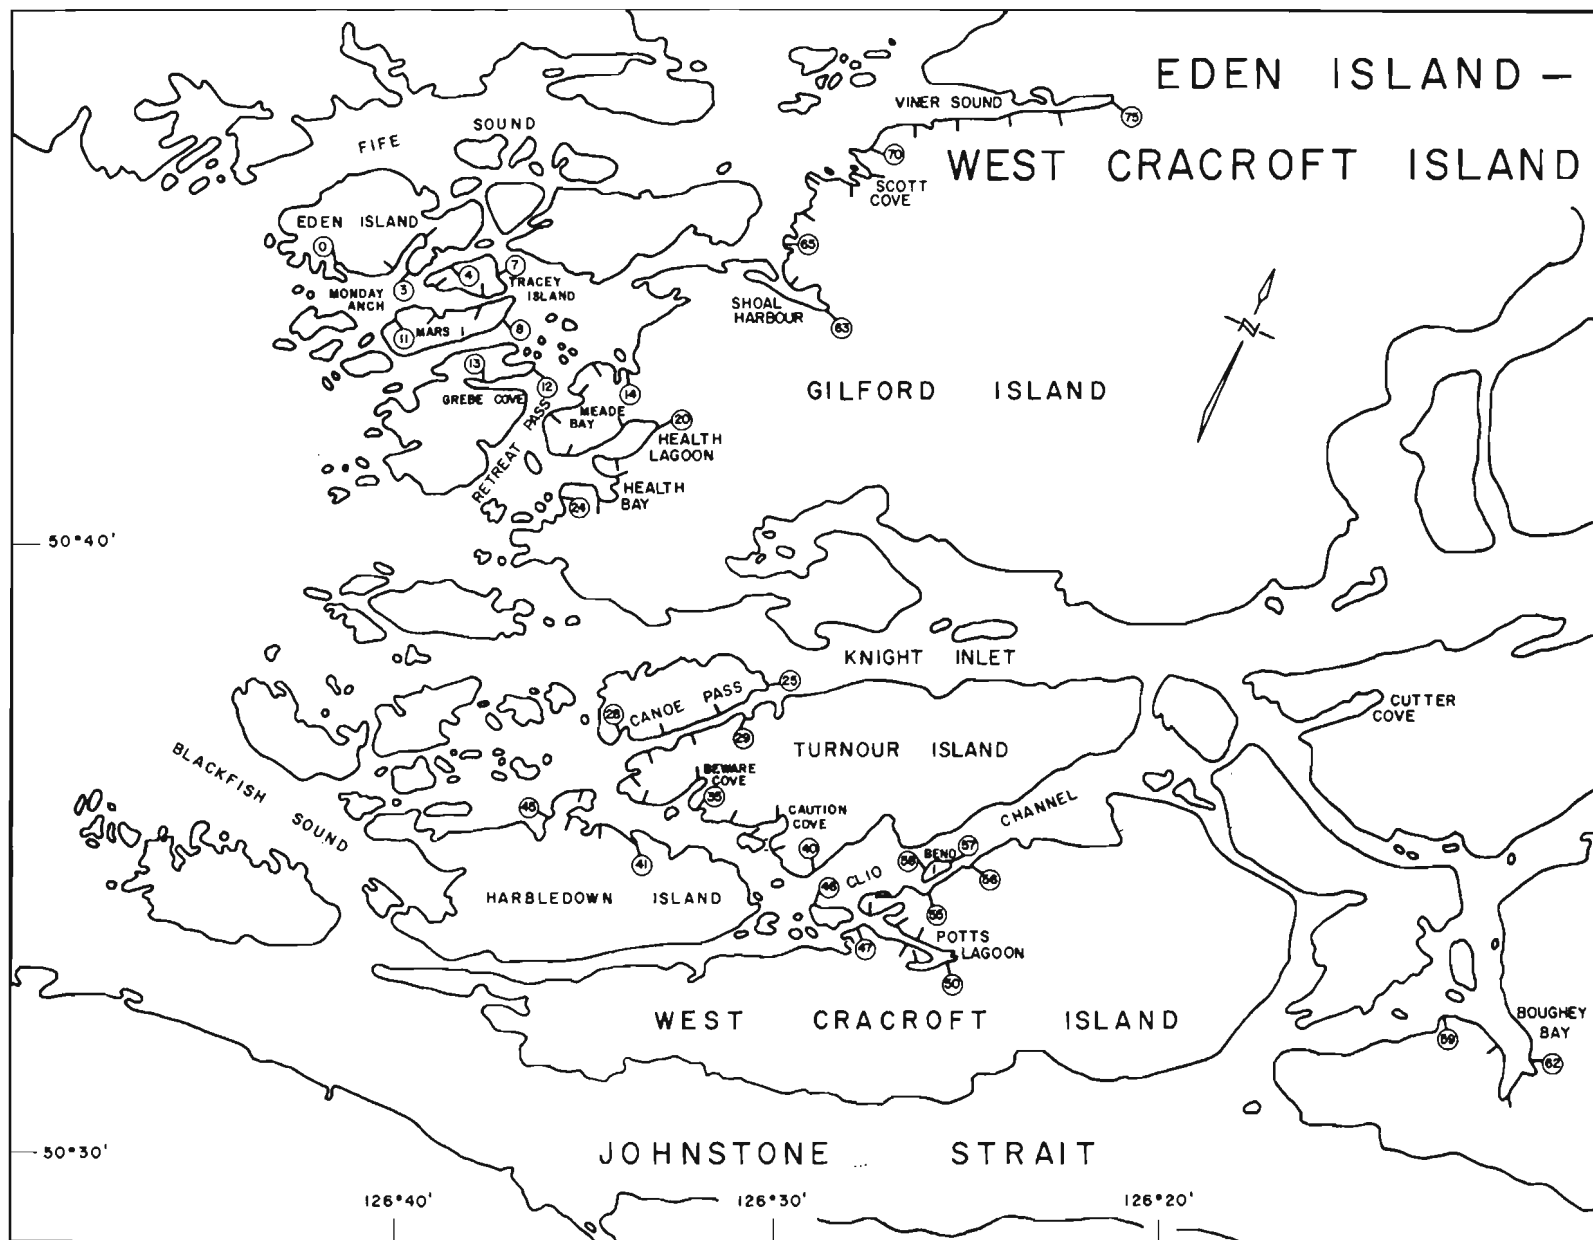 EDEN ISLAND –
WEST CRACROFT ISLAND
VINER SOUND
75
FIFE SOUND
70
SCOTT
COVE
EDEN ISLAND
0
65
3
4
7
MONDAY
ANCH
TRACEY
ISLAND
SHOAL
HARBOUR
63
11
MARS I
8
N
13
12
GREBE COVE
14
MEADE
BAY
20
HEALTH
LAGOON
RETREAT PASS
HEALTH
BAY
24
GILFORD ISLAND
50°40'
KNIGHT INLET
25
CANOE PASS
28
29
CUTTER
COVE
TURNOUR ISLAND
BLACKFISH SOUND
BEWARE
COVE
35
45
CAUTION
COVE
40
CHANNEL
41
58
BEND
57
56
CLIO
46
HARBLEDOWN ISLAND
55
47
POTTS
LAGOON
50
WEST CRACROFT ISLAND
BOUGHEY
BAY
59
62
JOHNSTONE STRAIT
50°30'
126°40'
126°30'
126°20'